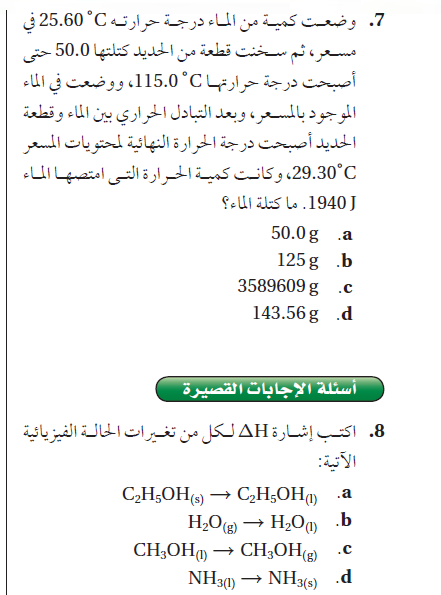 7. وضعت كمية من الماء درجة حرارته 25.60 °C في
مسعر، ثم سخنت قطعة من الحديد كتلتها 50.0 حتى
أصبحت درجة حرارتها 115.0 °C، ووضعت في الماء
الموجود بالمسعر، وبعد التبادل الحراري بين الماء وقطعة
الحديد أصبحت درجة الحرارة النهائية لمحتويات المسعر
29.30°C، وكانت كمية الحرارة التي امتصها الماء
1940 J. ما كتلة الماء؟
a. 50.0 g
b. 125 g
c. 3589609 g
d. 143.56 g
أسئلة الإجابات القصيرة
8. اكتب إشارة ΔH لكل من تغيرات الحالة الفيزيائية
الآتية:
a. C₂H₅OH(s) → C₂H₅OH(l)
b. H₂O(g) → H₂O(l)
c. CH₃OH(l) → CH₃OH(g)
d. NH₃(l) → NH₃(s)